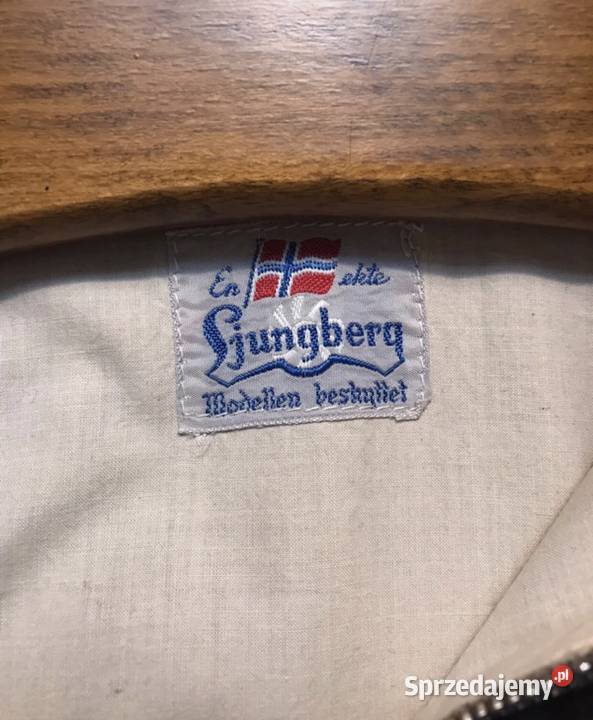 En ekte
Ljungberg
Modellen beskyttet
Sprzedajemy.pl